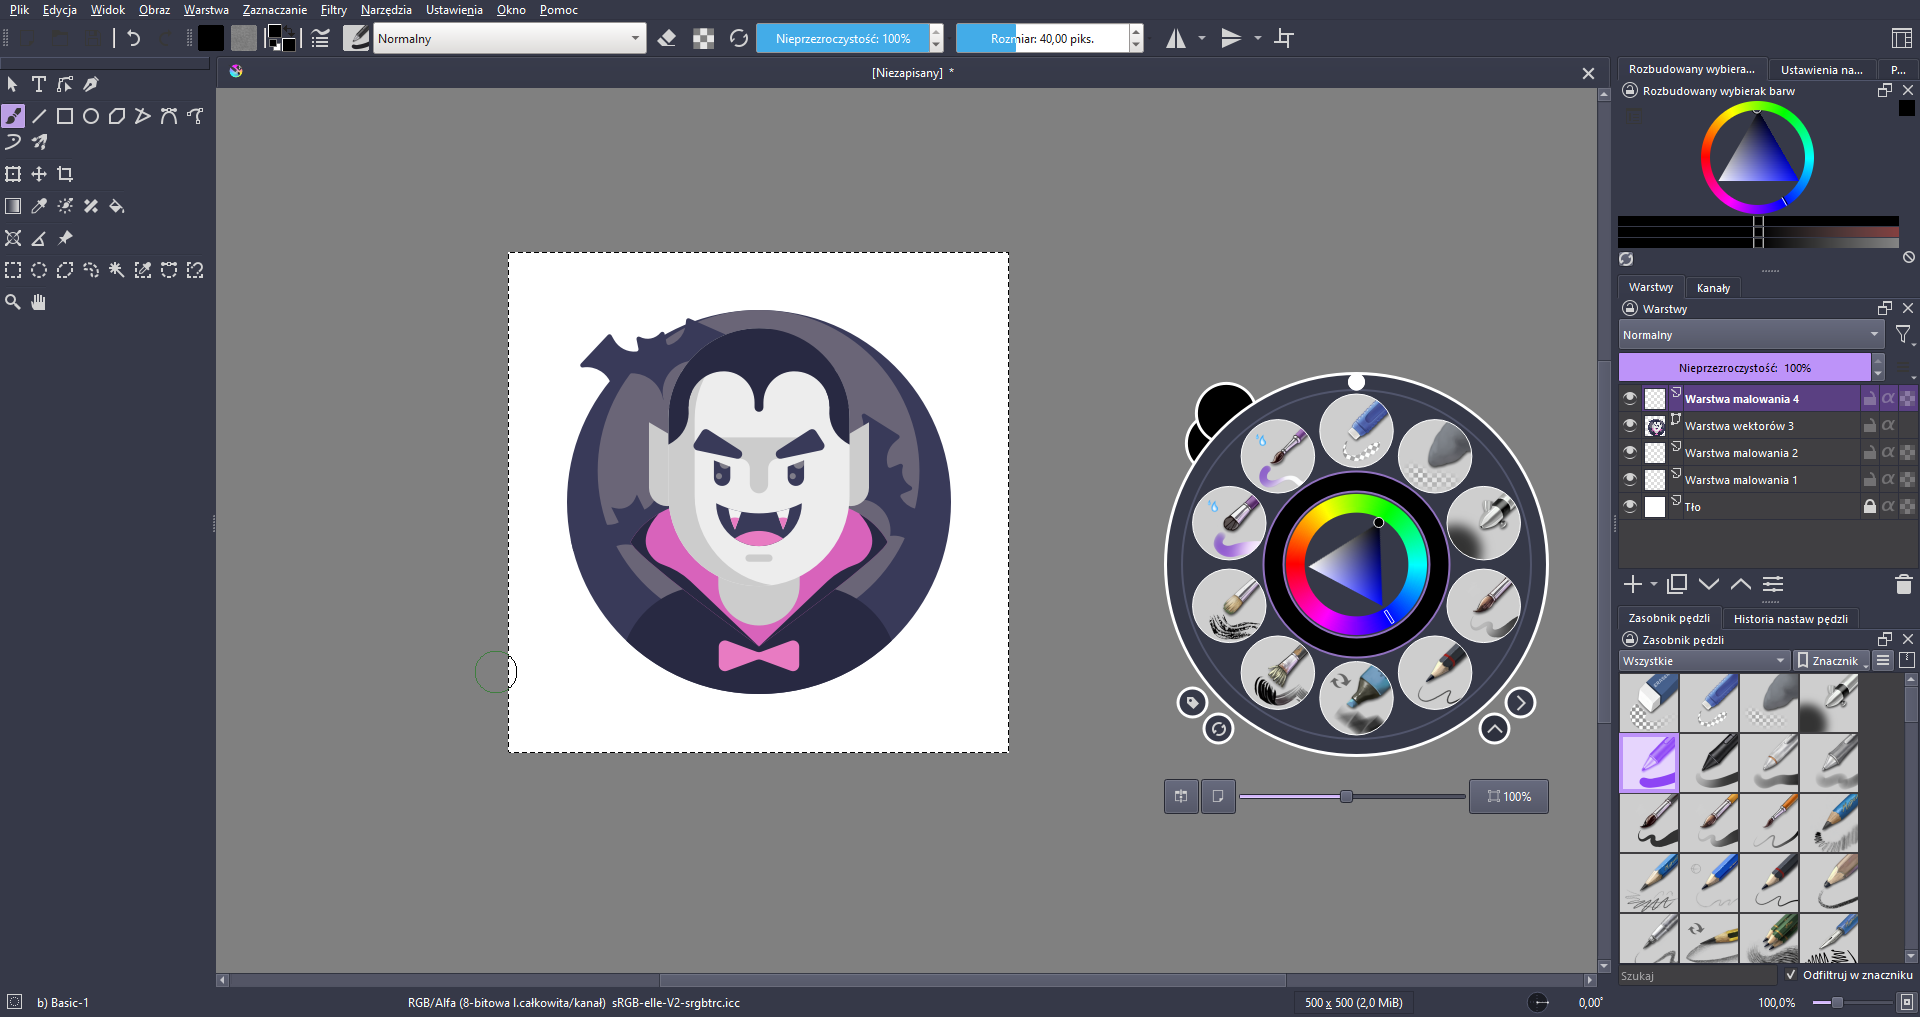 Plik Edycja Widok Obraz Warstwa Zaznaczanie Filtry Narzędzia Ustawienia Okno Pomoc
Normalny
Nieprzezroczystość: 100%
Rozmiar: 40,00 piks.
[Niezapisany] *
Rozbudowany wybiera...
Ustawienia na...
P...
Rozbudowany wybierak barw
Warstwy
Kanały
Warstwy
Normalny
Nieprzezroczystość: 100%
Warstwa malowania 4
Warstwa wektorów 3
Warstwa malowania 2
Warstwa malowania 1
Tło
Zasobnik pędzli
Historia nastaw pędzli
Zasobnik pędzli
Wszystkie
Znacznik
100%
Szukaj
Odfiltruj w znaczniku
b) Basic-1
RGB/Alfa (8-bitowa l.całkowita/kanał) sRGB-elle-V2-srgbtrc.icc
500 x 500 (2,0 MiB)
0,00°
100,0%